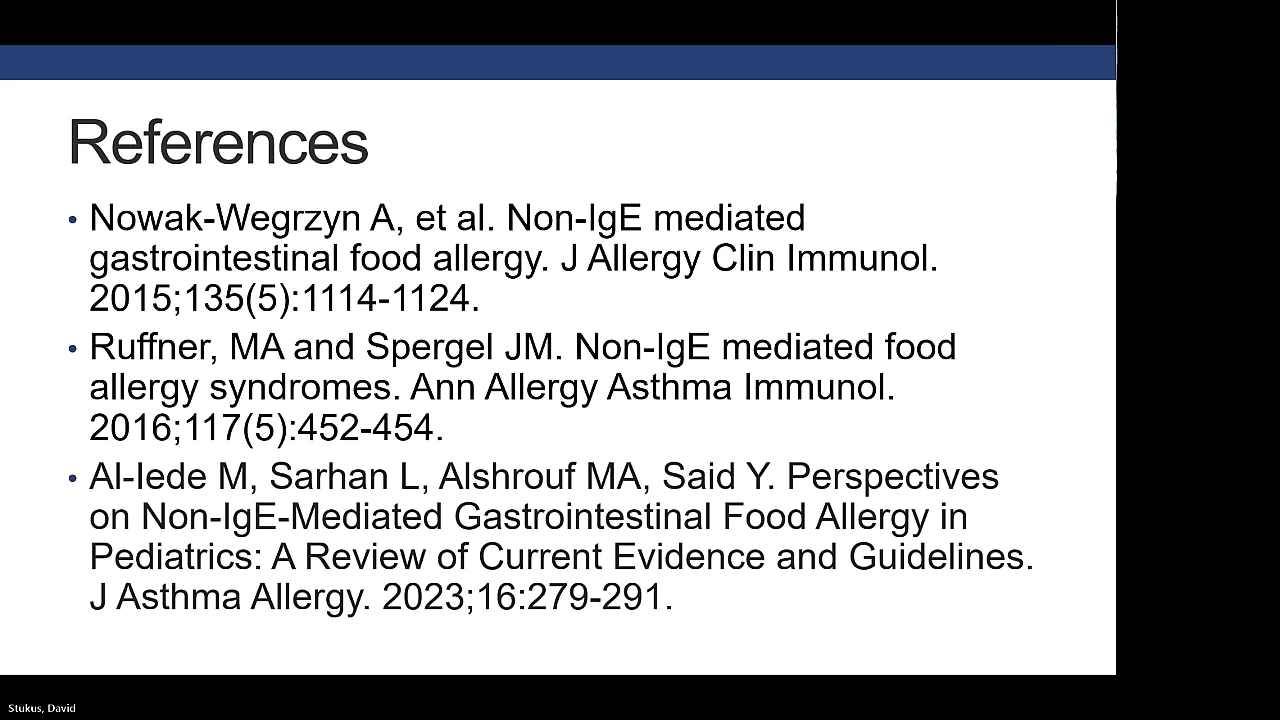 References
• Nowak-Wegrzyn A, et al. Non-IgE mediated
gastrointestinal food allergy. J Allergy Clin Immunol.
2015;135(5):1114-1124.
• Ruffner, MA and Spergel JM. Non-IgE mediated food
allergy syndromes. Ann Allergy Asthma Immunol.
2016;117(5):452-454.
• Al-Iede M, Sarhan L, Alshrouf MA, Said Y. Perspectives
on Non-IgE-Mediated Gastrointestinal Food Allergy in
Pediatrics: A Review of Current Evidence and Guidelines.
J Asthma Allergy. 2023;16:279-291.
Stukus, David